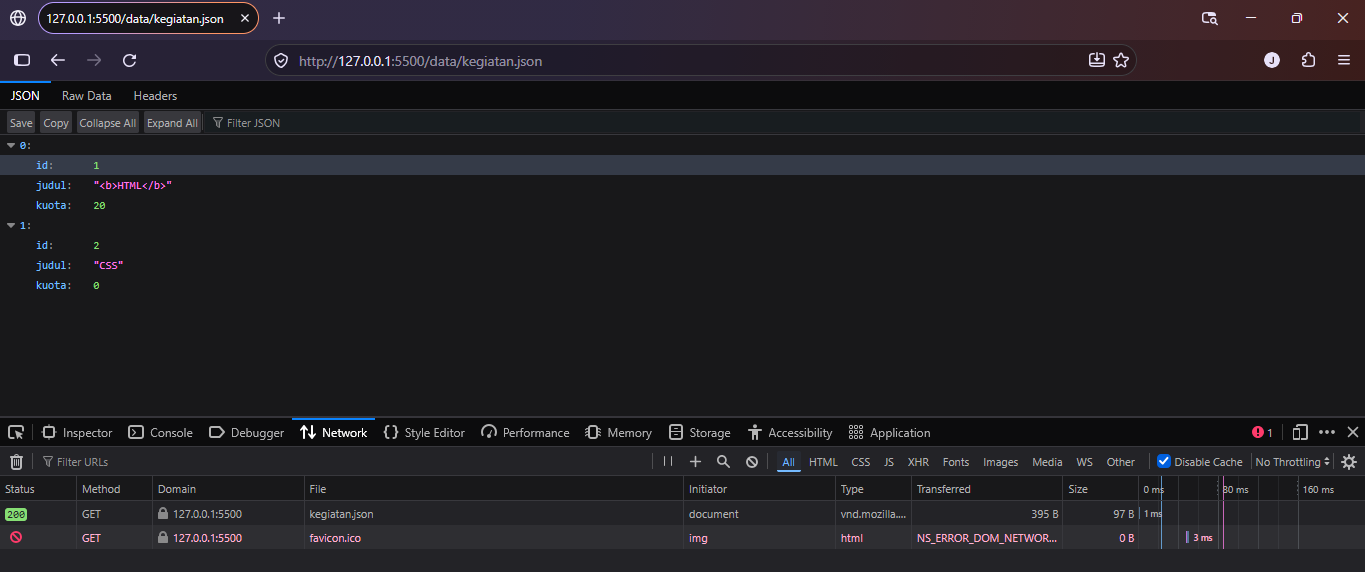 127.0.0.1:5500/data/kegiatan.json
http://127.0.0.1:5500/data/kegiatan.json
J
JSON Raw Data Headers
Save Copy Collapse All Expand All Filter JSON
0:
id: 1
judul: "<b>HTML</b>"
kuota: 20
1:
id: 2
judul: "CSS"
kuota: 0
Inspector Console Debugger Network Style Editor Performance Memory Storage Accessibility Application 1
Filter URLs All HTML CSS JS XHR Fonts Images Media WS Other Disable Cache No Throttling
Status Method Domain File Initiator Type Transferred Size 0 ms 80 ms 160 ms
200 GET 127.0.0.1:5500 kegiatan.json document vnd.mozilla.... 395 B 97 B 1 ms
GET 127.0.0.1:5500 favicon.ico img html NS_ERROR_DOM_NETWOR... 0 B 3 ms